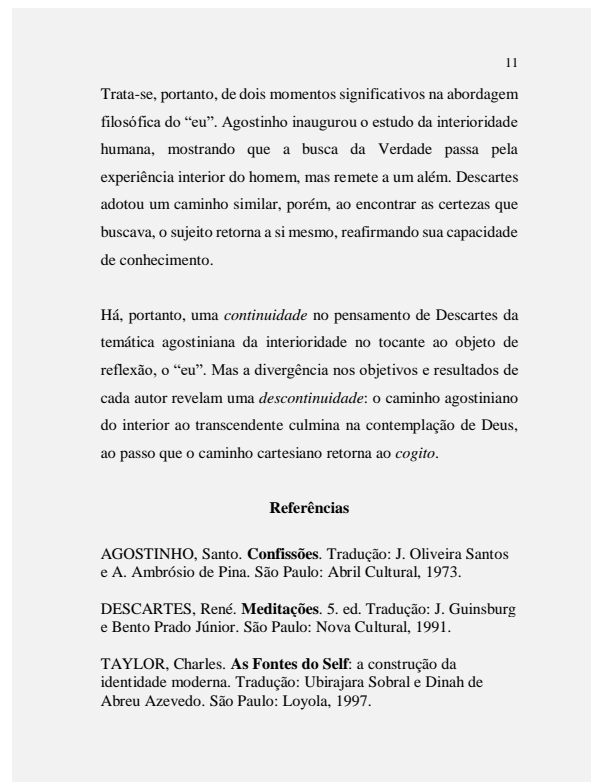 11
Trata-se, portanto, de dois momentos significativos na abordagem
filosófica do “eu”. Agostinho inaugurou o estudo da interioridade
humana, mostrando que a busca da Verdade passa pela
experiência interior do homem, mas remete a um além. Descartes
adotou um caminho similar, porém, ao encontrar as certezas que
buscava, o sujeito retorna a si mesmo, reafirmando sua capacidade
de conhecimento.
Há, portanto, uma continuidade no pensamento de Descartes da
temática agostiniana da interioridade no tocante ao objeto de
reflexão, o “eu”. Mas a divergência nos objetivos e resultados de
cada autor revelam uma descontinuidade: o caminho agostiniano
do interior ao transcendente culmina na contemplação de Deus,
ao passo que o caminho cartesiano retorna ao cogito.
Referências
AGOSTINHO, Santo. Confissões. Tradução: J. Oliveira Santos
e A. Ambrósio de Pina. São Paulo: Abril Cultural, 1973.
DESCARTES, René. Meditações. 5. ed. Tradução: J. Guinsburg
e Bento Prado Júnior. São Paulo: Nova Cultural, 1991.
TAYLOR, Charles. As Fontes do Self: a construção da
identidade moderna. Tradução: Ubirajara Sobral e Dinah de
Abreu Azevedo. São Paulo: Loyola, 1997.